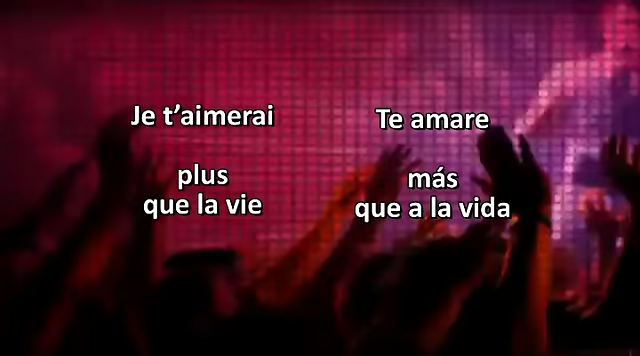 Je t’aimerai
plus
que la vie
Te amare
más
que a la vida